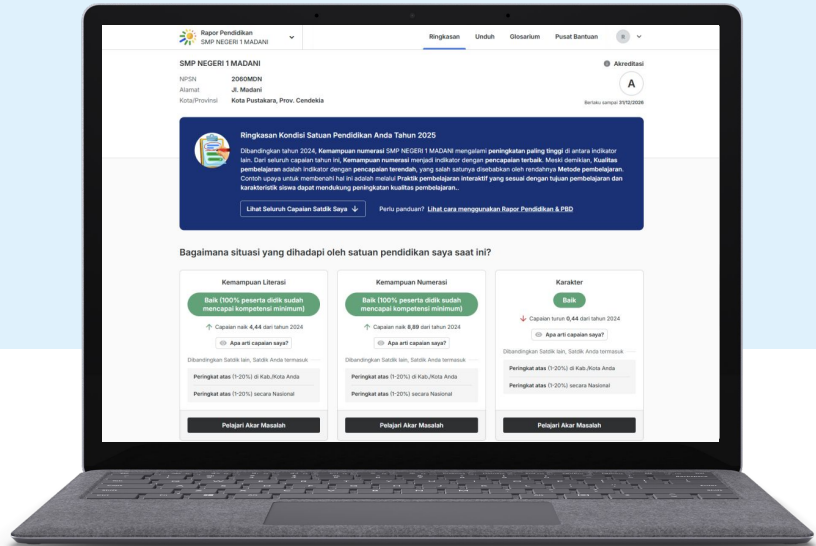 Rapor Pendidikan
SMP NEGERI 1 MADANI
Ringkasan Unduh Glosarium Pusat Bantuan
SMP NEGERI 1 MADANI
Akreditasi
NPSN 2060MDN
A
Alamat Jl. Madani
Kota/Provinsi Kota Pustakara, Prov. Cendekia
Berlaku sampai 31/12/2026
Ringkasan Kondisi Satuan Pendidikan Anda Tahun 2025
Dibandingkan tahun 2024, Kemampuan numerasi SMP NEGERI 1 MADANI mengalami peningkatan paling tinggi di antara indikator
lain. Dari seluruh capaian tahun ini, Kemampuan numerasi menjadi indikator dengan pencapaian terbaik. Meski demikian, Kualitas
pembelajaran adalah indikator dengan pencapaian terendah, yang salah satunya disebabkan oleh rendahnya Metode pembelajaran.
Contoh upaya untuk membenahi hal ini adalah melalui Praktik pembelajaran interaktif yang sesuai dengan tujuan pembelajaran dan
karakteristik siswa dapat mendukung peningkatan kualitas pembelajaran..
Lihat Seluruh Capaian Satdik Saya
Perlu panduan? Lihat cara menggunakan Rapor Pendidikan & PBD
Bagaimana situasi yang dihadapi oleh satuan pendidikan saya saat ini?
Kemampuan Literasi
Baik (100% peserta didik sudah
mencapai kompetensi minimum)
Capaian naik 4,44 dari tahun 2024
Apa arti capaian saya?
Dibandingkan Satdik lain, Satdik Anda termasuk
Peringkat atas (1-20%) di Kab./Kota Anda
Peringkat atas (1-20%) secara Nasional
Pelajari Akar Masalah
Kemampuan Numerasi
Baik (100% peserta didik sudah
mencapai kompetensi minimum)
Capaian naik 8,89 dari tahun 2024
Apa arti capaian saya?
Dibandingkan Satdik lain, Satdik Anda termasuk
Peringkat atas (1-20%) di Kab./Kota Anda
Peringkat atas (1-20%) secara Nasional
Pelajari Akar Masalah
Karakter
Baik
Capaian turun 0,44 dari tahun 2024
Apa arti capaian saya?
Dibandingkan Satdik lain, Satdik Anda termasuk
Peringkat atas (1-20%) di Kab./Kota Anda
Peringkat atas (1-20%) secara Nasional
Pelajari Akar Masalah